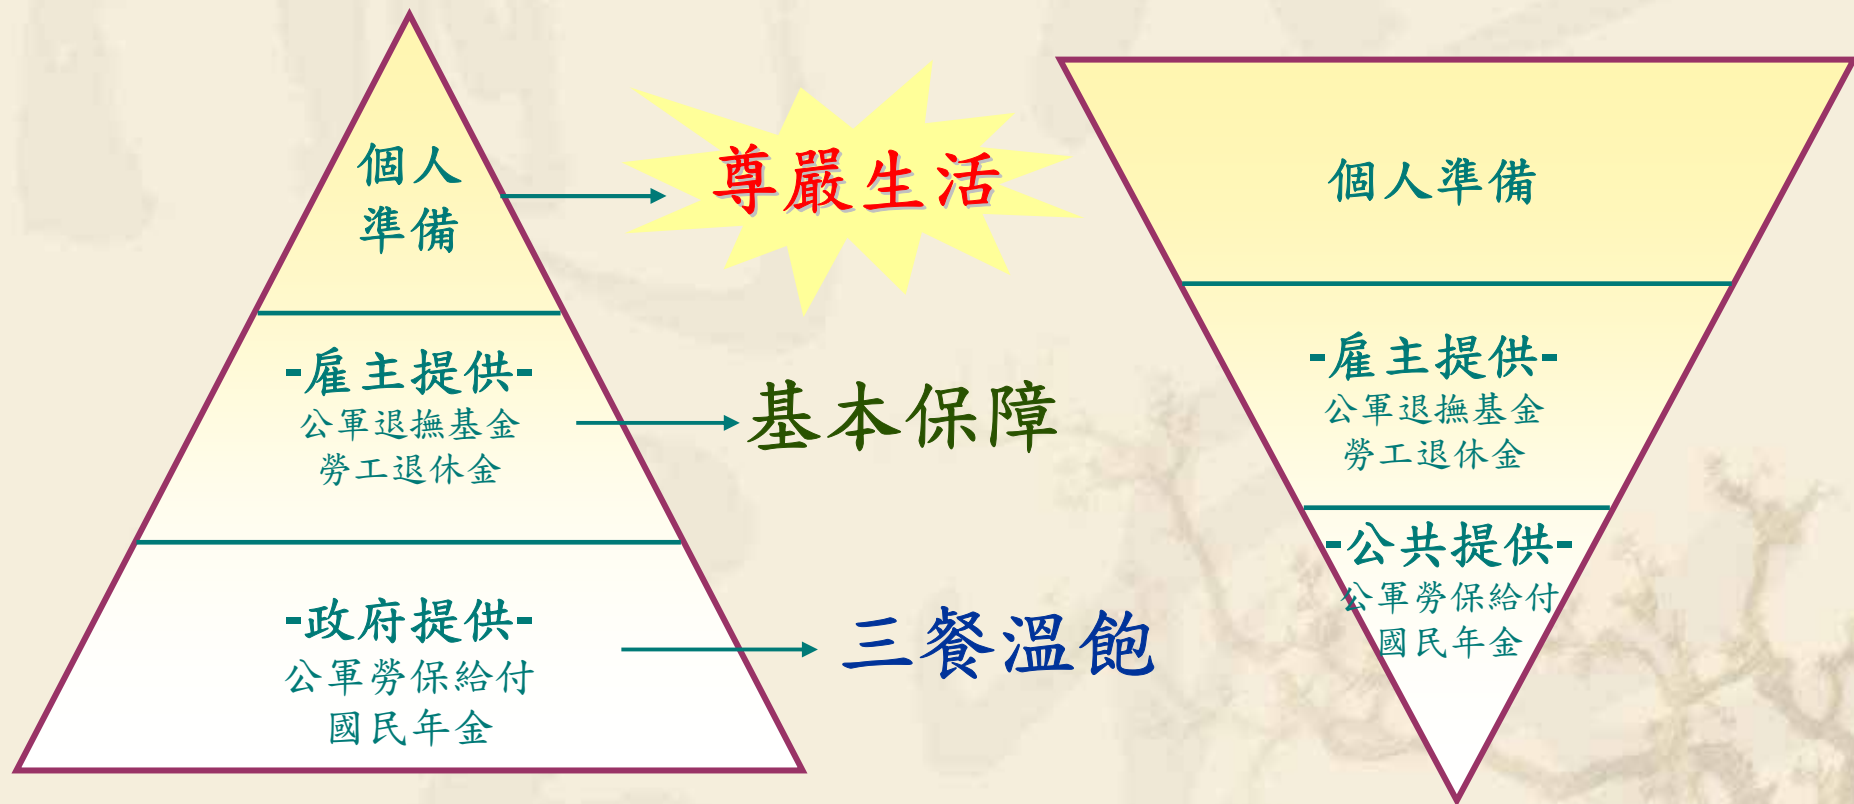 個人
準備
-雇主提供-
公軍退撫基金
勞工退休金
-政府提供-
公軍勞保給付
國民年金
尊嚴生活
基本保障
三餐溫飽
個人準備
-雇主提供-
公軍退撫基金
勞工退休金
-公共提供-
公軍勞保給付
國民年金